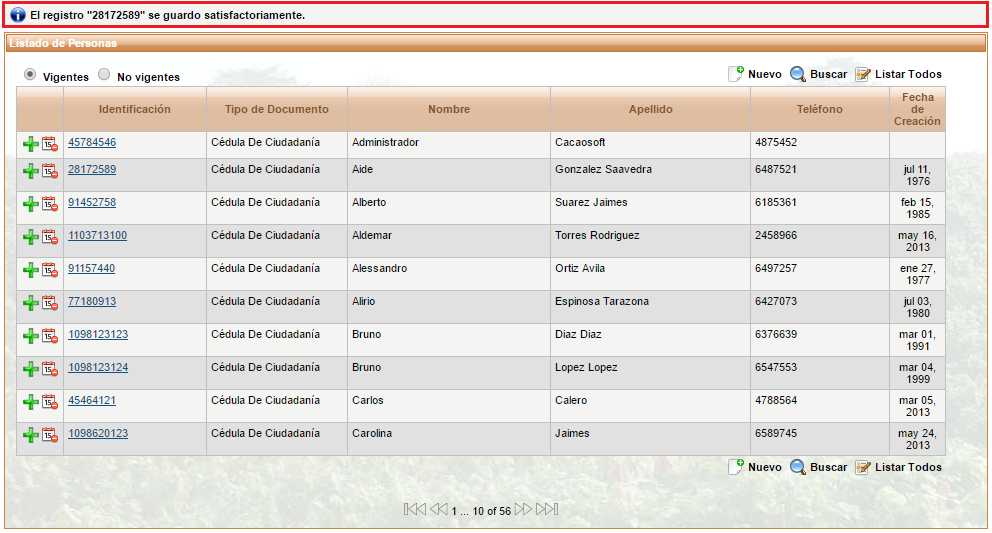 El registro "28172589" se guardo satisfactoriamente.
Listado de Personas
Vigentes No vigentes Nuevo Buscar Listar Todos
Identificación Tipo de Documento Nombre Apellido Teléfono Fecha de Creación
45784546 Cédula De Ciudadanía Administrador Cacaosoft 4875452
28172589 Cédula De Ciudadanía Aide Gonzalez Saavedra 6487521 jul 11, 1976
91452758 Cédula De Ciudadanía Alberto Suarez Jaimes 6185361 feb 15, 1985
1103713100 Cédula De Ciudadanía Aldemar Torres Rodriguez 2458966 may 16, 2013
91157440 Cédula De Ciudadanía Alessandro Ortiz Avila 6497257 ene 27, 1977
77180913 Cédula De Ciudadanía Alirio Espinosa Tarazona 6427073 jul 03, 1980
1098123123 Cédula De Ciudadanía Bruno Diaz Diaz 6376639 mar 01, 1991
1098123124 Cédula De Ciudadanía Bruno Lopez Lopez 6547553 mar 04, 1999
45464121 Cédula De Ciudadanía Carlos Calero 4788564 mar 05, 2013
1098620123 Cédula De Ciudadanía Carolina Jaimes 6589745 may 24, 2013
Nuevo Buscar Listar Todos
1 ... 10 of 56